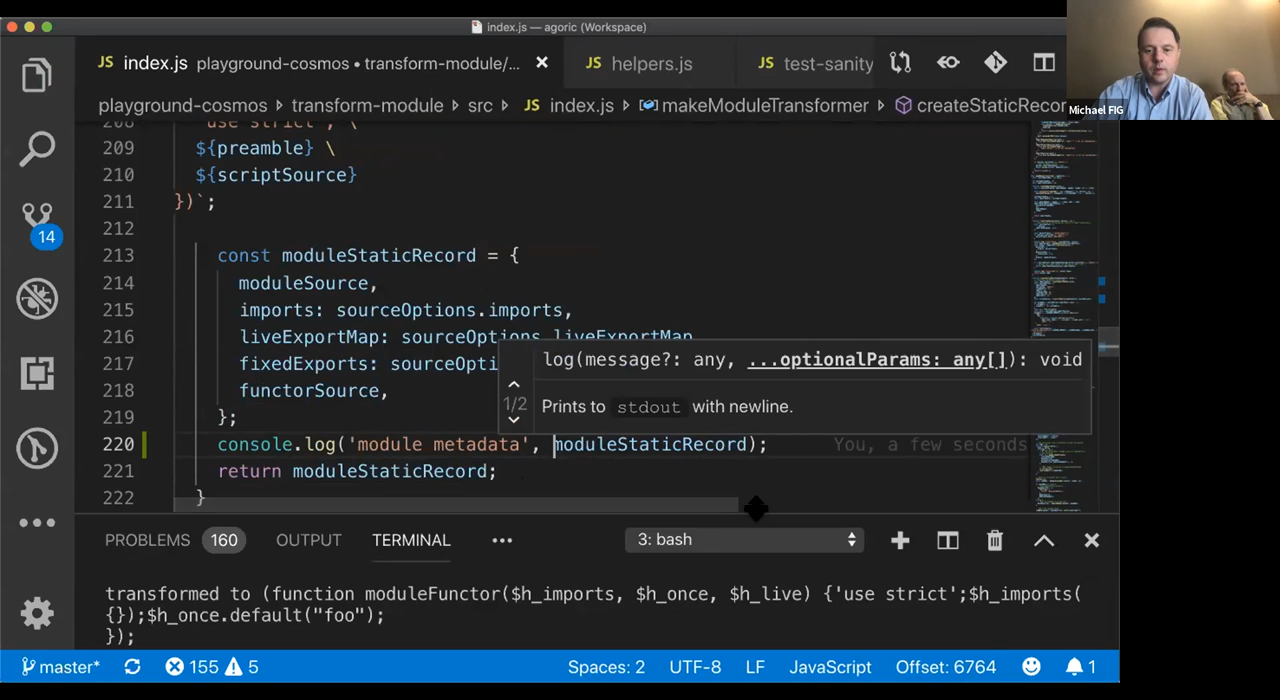 index.js — agoric (Workspace)
JS index.js playground-cosmos • transform-module/... JS helpers.js JS test-sanity
playground-cosmos transform-module src JS index.js makeModuleTransformer createStaticRecor
Michael FIG
208 'use strict'; \
209 ${preamble} \
210 ${scriptSource}
211 })`;
212
213 const moduleStaticRecord = {
214 moduleSource,
215 imports: sourceOptions.imports,
216 liveExportMap: sourceOptions.liveExportMap
217 fixedExports: sourceOpti
218 functorSource,
219 };
log(message?: any, ...optionalParams: any[]): void
1/2 Prints to stdout with newline.
220 console.log('module metadata', moduleStaticRecord); You, a few seconds
221 return moduleStaticRecord;
222 }
14
PROBLEMS 160 OUTPUT TERMINAL ••• 3: bash
transformed to (function moduleFunctor($h_imports, $h_once, $h_live) {'use strict';$h_imports(
{});$h_once.default("foo");
});
master* 155 5 Spaces: 2 UTF-8 LF JavaScript Offset: 6764 1